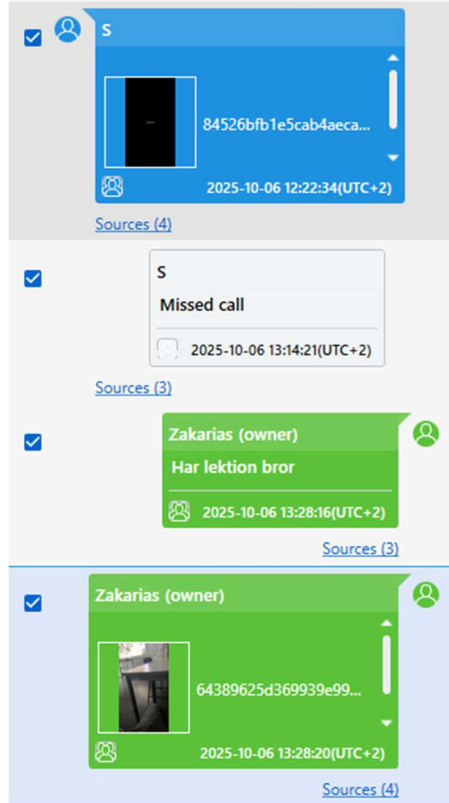 S
84526bfb1e5cab4aeca...
2025-10-06 12:22:34(UTC+2)
Sources (4)
S
Missed call
2025-10-06 13:14:21(UTC+2)
Sources (3)
Zakarias (owner)
Har lektion bror
2025-10-06 13:28:16(UTC+2)
Sources (3)
Zakarias (owner)
64389625d369939e99...
2025-10-06 13:28:20(UTC+2)
Sources (4)